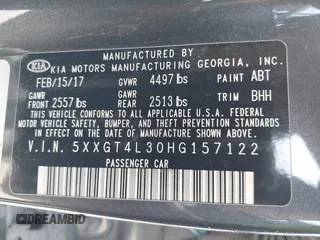 MANUFACTURED BY
KIA KIA MOTORS MANUFACTURING GEORGIA, INC.
FEB/15/17 GVWR 4497 lbs PAINT ABT
GAWR GAWR
FRONT 2557 lbs REAR 2513 lbs TRIM BHH
THIS VEHICLE CONFORMS TO ALL APPLICABLE FEDERAL MOTOR
VEHICLE SAFETY, BUMPER, AND THEFT PREVENTION STANDARDS
IN EFFECT ON THE DATE OF MANUFACTURE SHOWN ABOVE.
V.I.N. 5XXGT4L30HG157122
PASSENGER CAR
DREAMBID